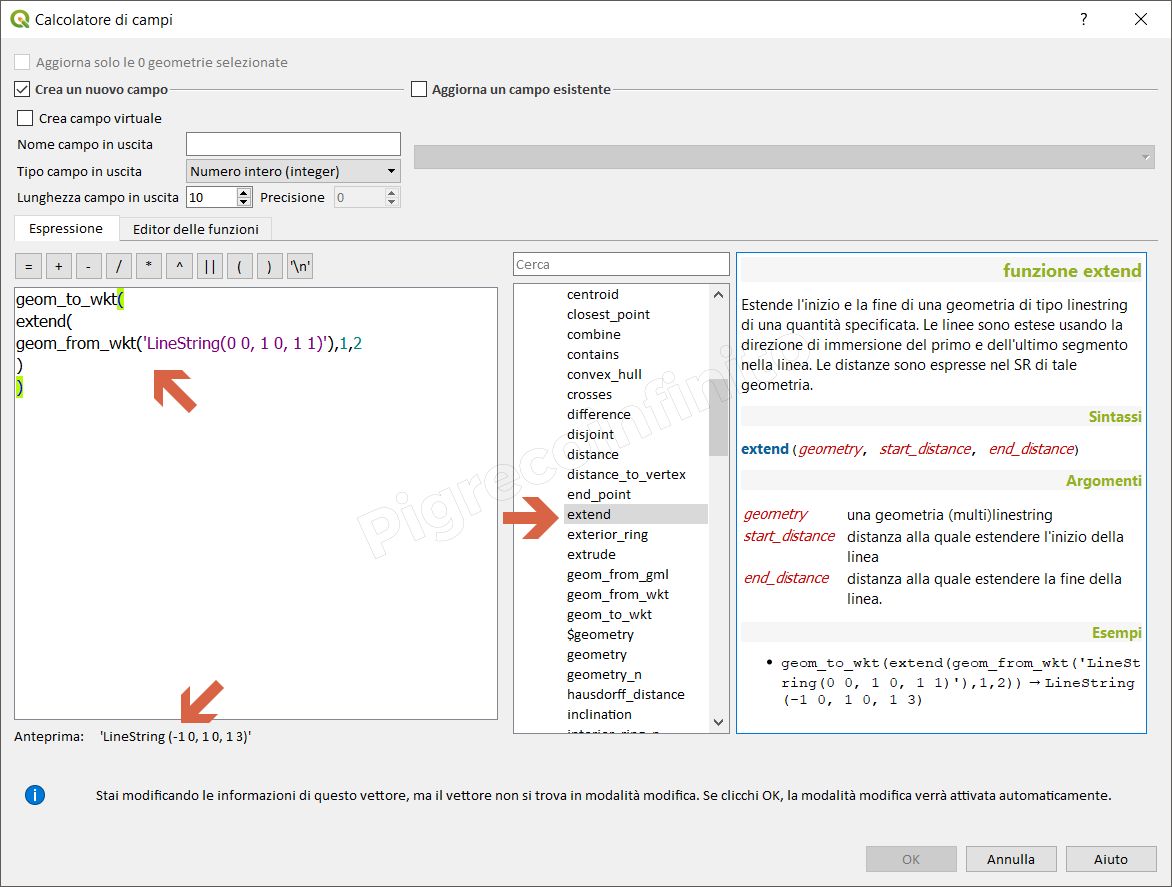 Calcolatore di campi
?
Aggiorna solo le 0 geometrie selezionate
Crea un nuovo campo
Aggiorna un campo esistente
Crea campo virtuale
Nome campo in uscita
Tipo campo in uscita
Numero intero (integer)
Lunghezza campo in uscita
10
Precisione
0
Espressione
Editor delle funzioni
= + - / * ^ || ( ) '\n'
geom_to_wkt(
extend(
geom_from_wkt('LineString(0 0, 1 0, 1 1)'),1,2
)
)
Anteprima: 'LineString (-1 0, 1 0, 1 3)'
Cerca
centroid
closest_point
combine
contains
convex_hull
crosses
difference
disjoint
distance
distance_to_vertex
end_point
extend
exterior_ring
extrude
geom_from_gml
geom_from_wkt
geom_to_wkt
$geometry
geometry
geometry_n
hausdorff_distance
inclination
interior_ring_n
funzione extend
Estende l'inizio e la fine di una geometria di tipo linestring
di una quantità specificata. Le linee sono estese usando la
direzione di immersione del primo e dell'ultimo segmento
nella linea. Le distanze sono espresse nel SR di tale
geometria.
Sintassi
extend(geometry, start_distance, end_distance)
Argomenti
geometry una geometria (multi)linestring
start_distance distanza alla quale estendere l'inizio della
linea
end_distance distanza alla quale estendere la fine della
linea.
Esempi
• geom_to_wkt(extend(geom_from_wkt('LineSt
ring(0 0, 1 0, 1 1)'),1,2)) → LineString
(-1 0, 1 0, 1 3)
Stai modificando le informazioni di questo vettore, ma il vettore non si trova in modalità modifica. Se clicchi OK, la modalità modifica verrà attivata automaticamente.
OK
Annulla
Aiuto